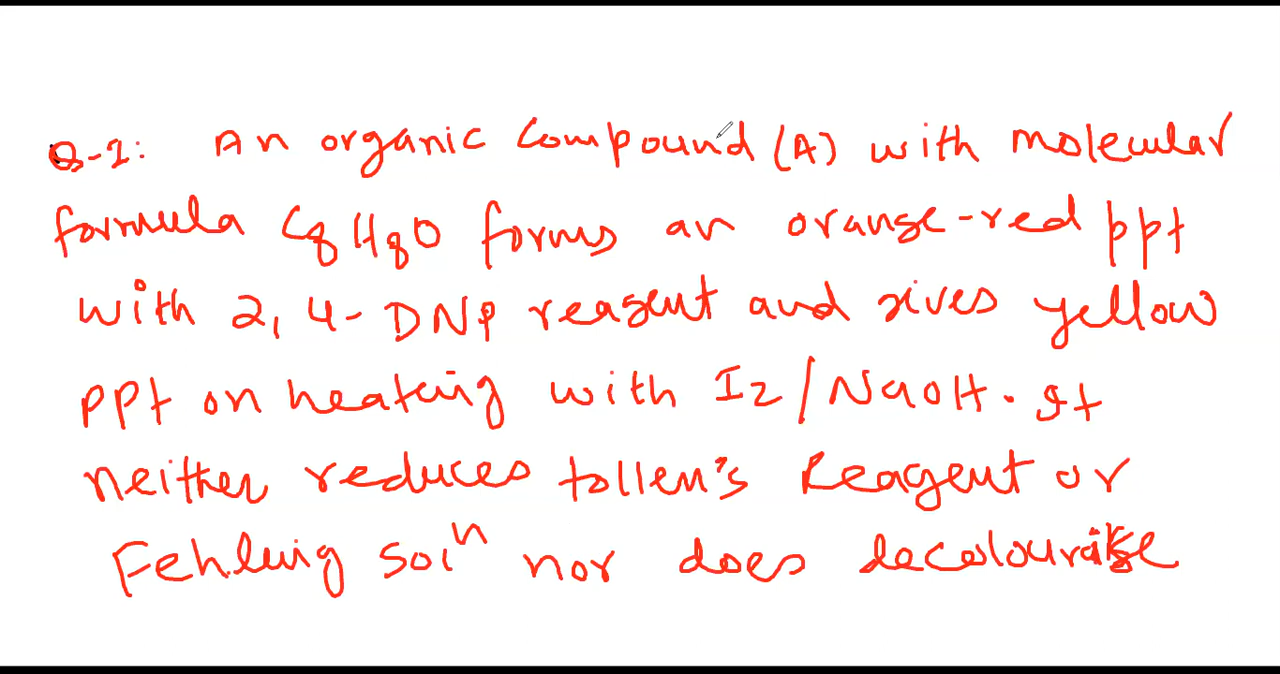 Q-1: An organic compound (A) with molecular
formula C8H8O forms an orange-red ppt
with 2,4-DNP reagent and gives yellow
ppt on heating with I2/NaOH. It
neither reduces tollen's Reagent or
Fehling soln nor does decolouraise